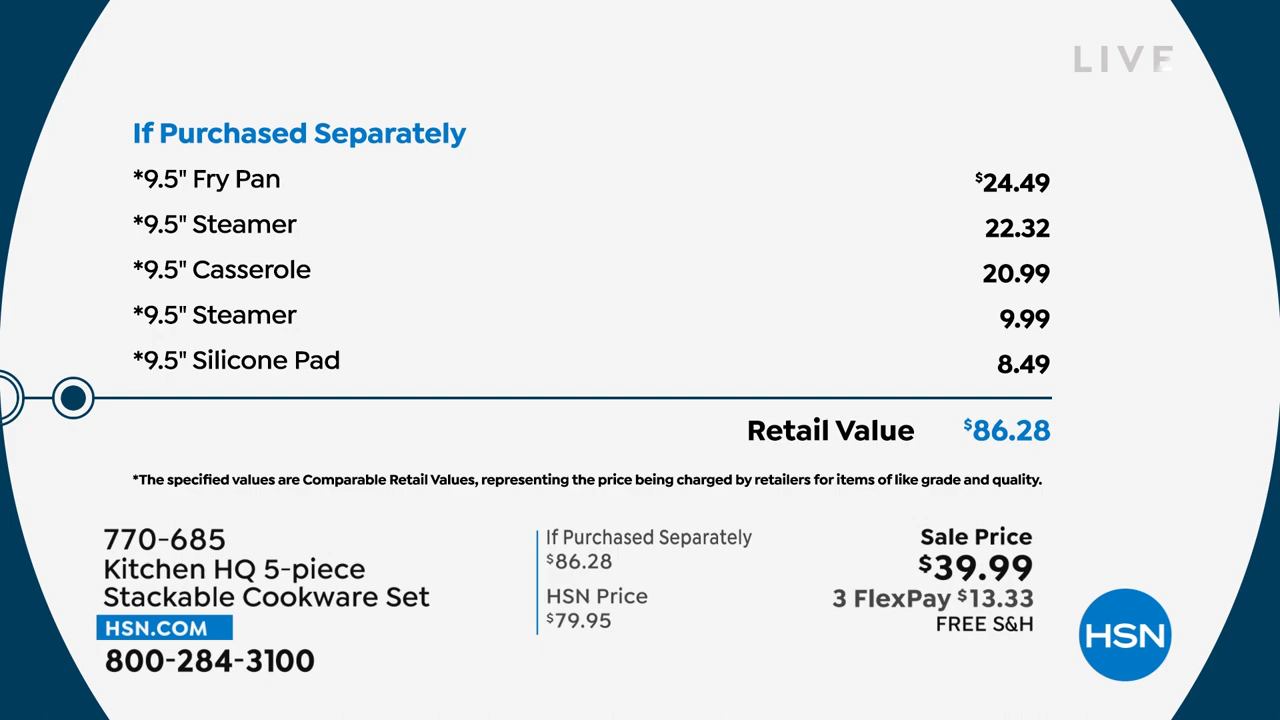 LIVE
If Purchased Separately
*9.5" Fry Pan $24.49
*9.5" Steamer 22.32
*9.5" Casserole 20.99
*9.5" Steamer 9.99
*9.5" Silicone Pad 8.49
Retail Value $86.28
*The specified values are Comparable Retail Values, representing the price being charged by retailers for items of like grade and quality.
770-685
Kitchen HQ 5-piece
Stackable Cookware Set
HSN.COM
800-284-3100
If Purchased Separately
$86.28
HSN Price
$79.95
Sale Price
$39.99
3 FlexPay $13.33
FREE S&H
HSN